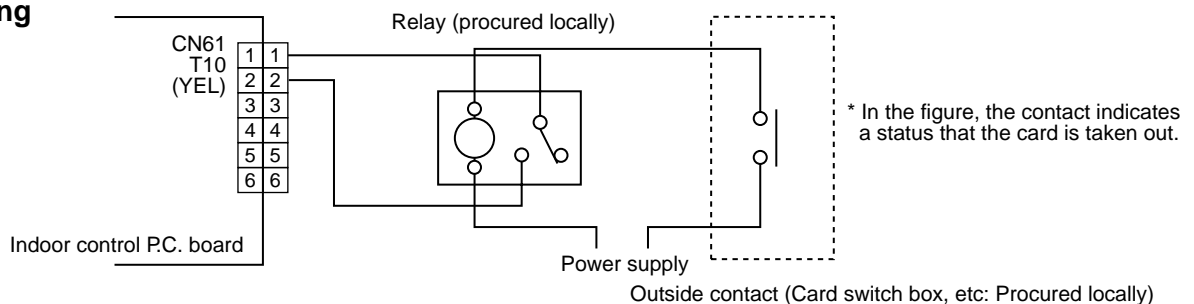 ng
Relay (procured locally)
CN61
T10
(YEL)
1 1
2 2
3 3
4 4
5 5
6 6
* In the figure, the contact indicates
a status that the card is taken out.
Indoor control P.C. board
Power supply
Outside contact (Card switch box, etc: Procured locally)